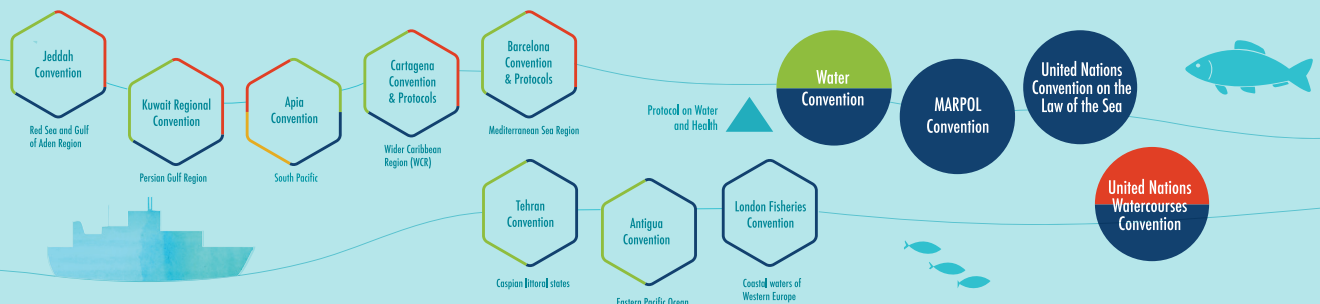 Jeddah
Convention
Red Sea and Gulf
of Aden Region
Kuwait Regional
Convention
Persian Gulf Region
Apia
Convention
South Pacific
Cartagena
Convention
& Protocols
Wider Caribbean
Region (WCR)
Barcelona
Convention
& Protocols
Mediterranean Sea Region
Protocol on Water
and Health
Water
Convention
MARPOL
Convention
United Nations
Convention on the
Law of the Sea
United Nations
Watercourses
Convention
Tehran
Convention
Caspian littoral states
Antigua
Convention
Eastern Pacific Ocean
London Fisheries
Convention
Coastal waters of
Western Europe